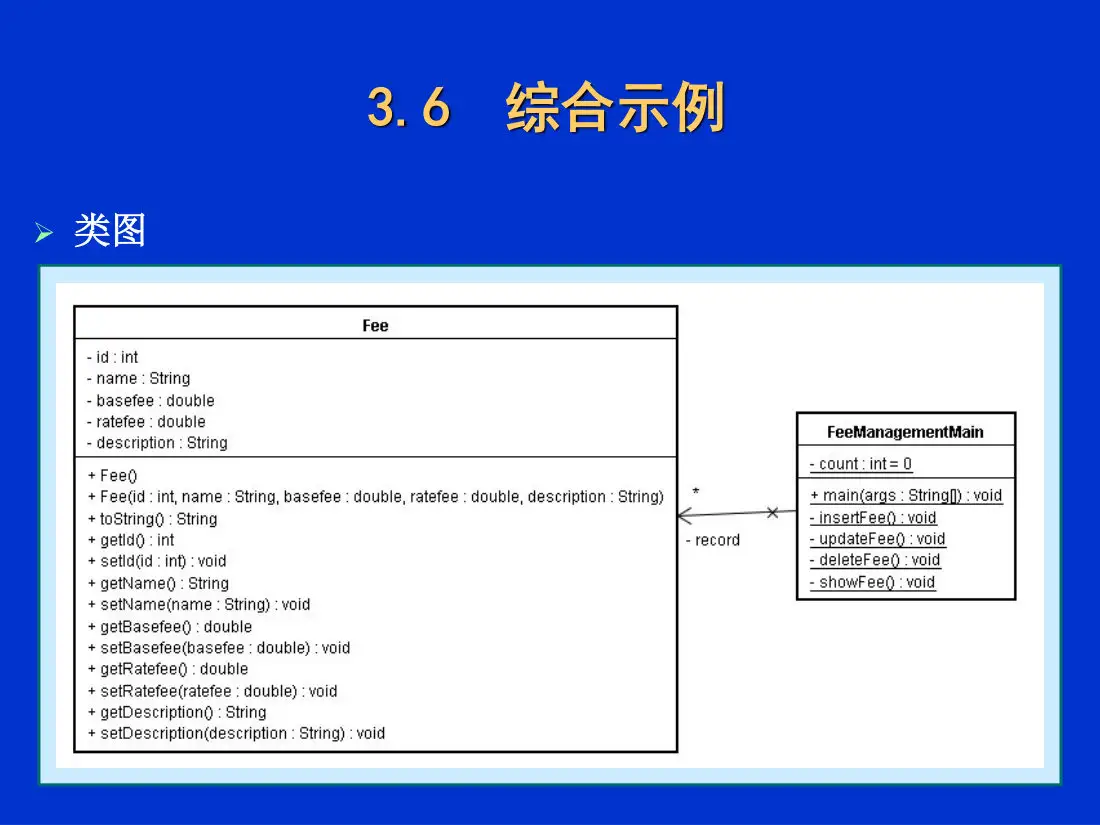 3.6 综合示例
类图
Fee
- id : int
- name : String
- basefee : double
- ratefee : double
- description : String
+ Fee()
+ Fee(id : int, name : String, basefee : double, ratefee : double, description : String)
+ toString() : String
+ getId() : int
+ setId(id : int) : void
+ getName() : String
+ setName(name : String) : void
+ getBasefee() : double
+ setBasefee(basefee : double) : void
+ getRatefee() : double
+ setRatefee(ratefee : double) : void
+ getDescription() : String
+ setDescription(description : String) : void
*
- record
FeeManagementMain
- count : int = 0
+ main(args : String[]) : void
- insertFee() : void
- updateFee() : void
- deleteFee() : void
- showFee() : void